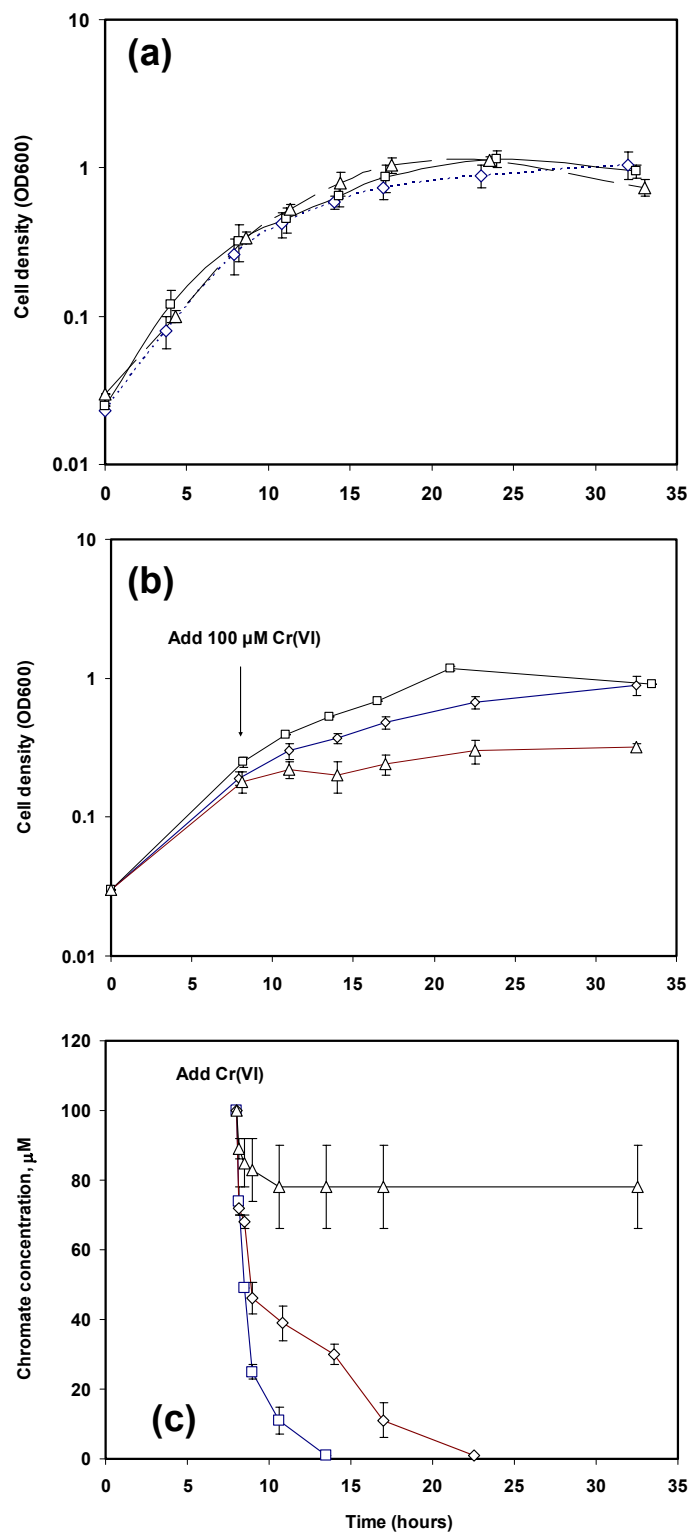 (a)
Cell density (OD600)
10
1
0.1
0.01
0 5 10 15 20 25 30 35
(b)
Add 100 µM Cr(VI)
Cell density (OD600)
10
1
0.1
0.01
0 5 10 15 20 25 30 35
Add Cr(VI)
Chromate concentration, µM
120
100
80
60
40
20
0
(c)
0 5 10 15 20 25 30 35
Time (hours)